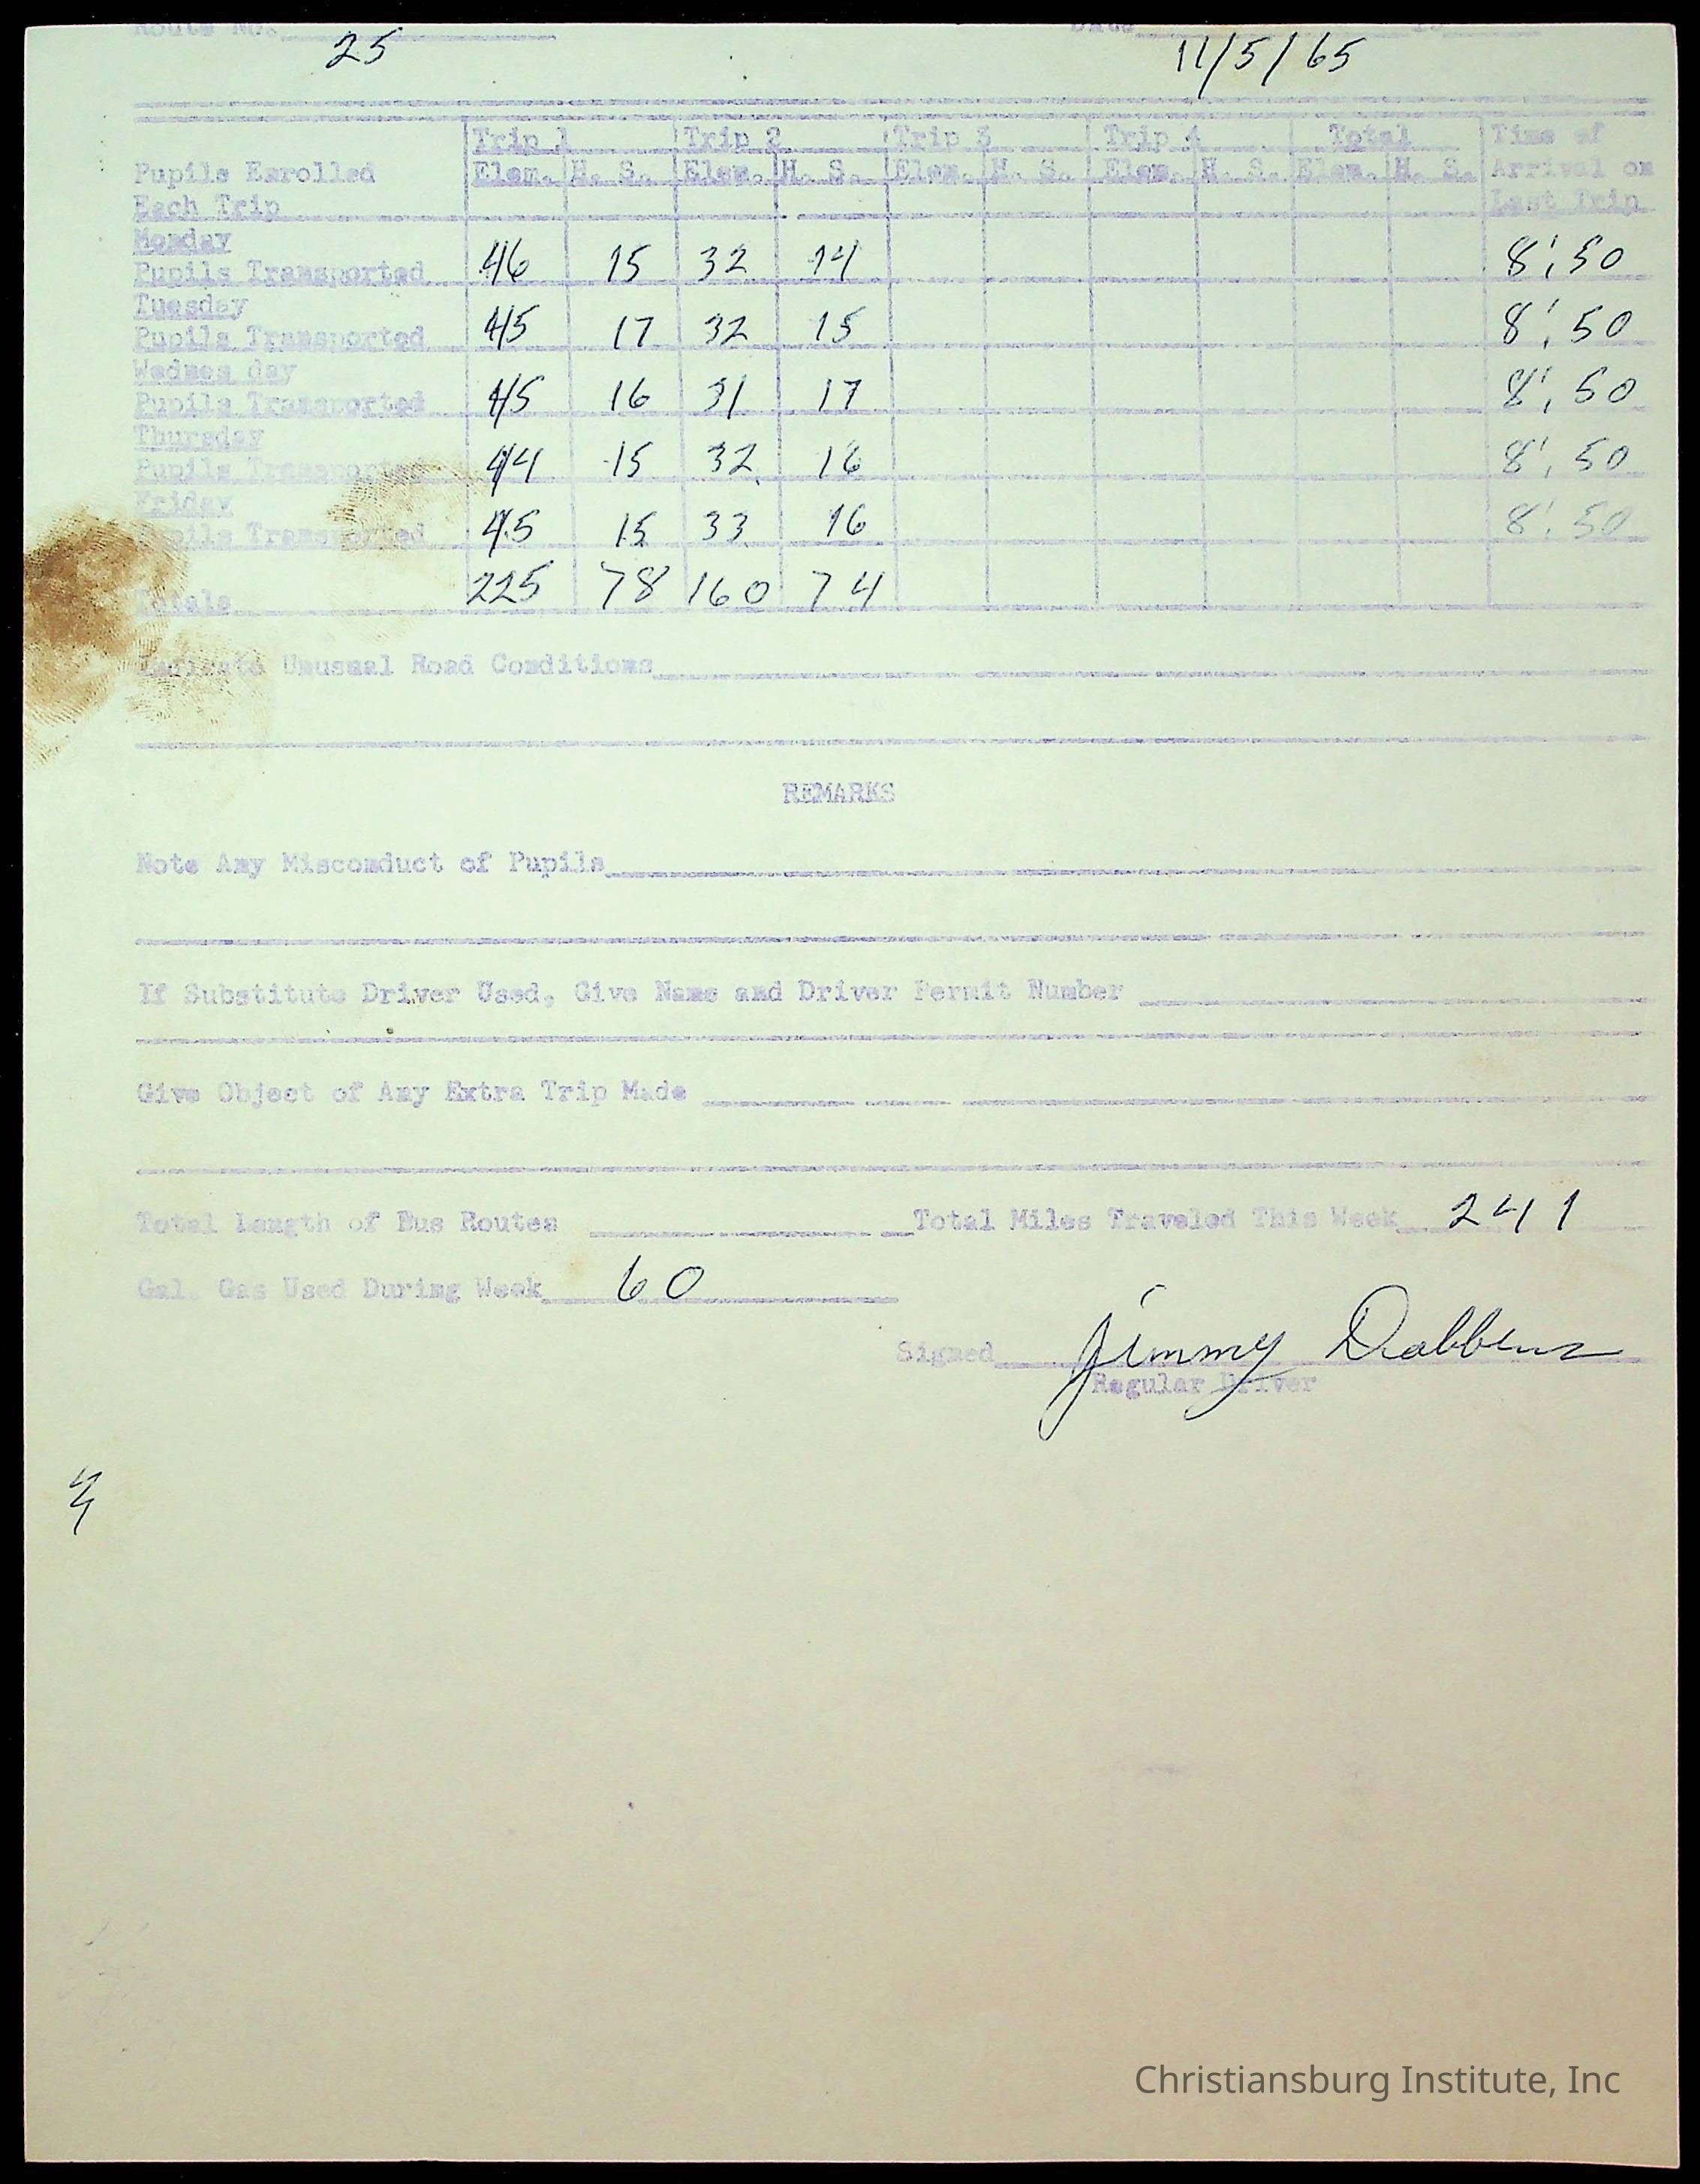 Route No. 25 Date 19
11/5/65
Trip 1 Trip 2 Trip 3 Trip 4 Total Time of
Pupils Enrolled Elem. H. S. Elem. H. S. Elem. H. S. Elem. H. S. Elem. H. S. Arrival on
Each Trip Last Trip
Monday
Pupils Transported 46 15 32 14 8:50
Tuesday
Pupils Transported 45 17 32 15 8:50
Wednes day
Pupils Transported 45 16 31 17 8:50
Thursday
Pupils Transported 44 15 32 16 8:50
Friday
Pupils Transported 45 15 33 16 8:50
Totals 225 78 160 74
Indicate Unusual Road Conditions
REMARKS
Note Any Misconduct of Pupils
If Substitute Driver Used, Give Name and Driver Permit Number
Give Object of Any Extra Trip Made
Total Length of Bus Routes Total Miles Traveled This Week 241
Gal. Gas Used During Week 60
Signed Jimmy Dabbens
Regular Driver
Christiansburg Institute, Inc